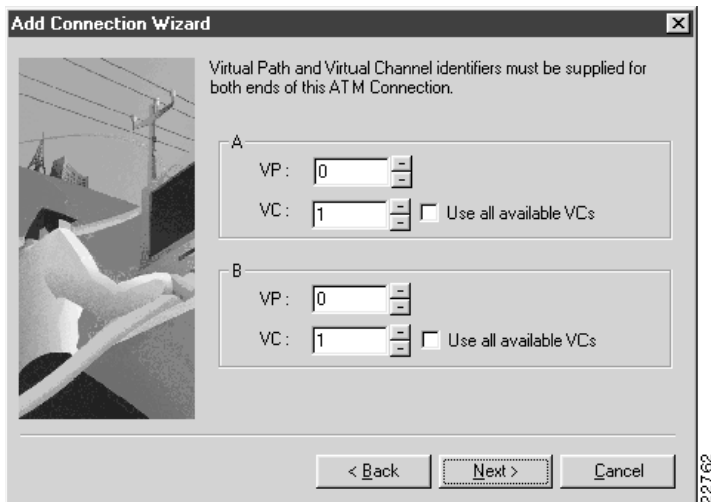 Add Connection Wizard
Virtual Path and Virtual Channel identifiers must be supplied for
both ends of this ATM Connection.
A
VP: 0
VC: 1 Use all available VCs
B
VP: 0
VC: 1 Use all available VCs
< Back Next > Cancel
22762